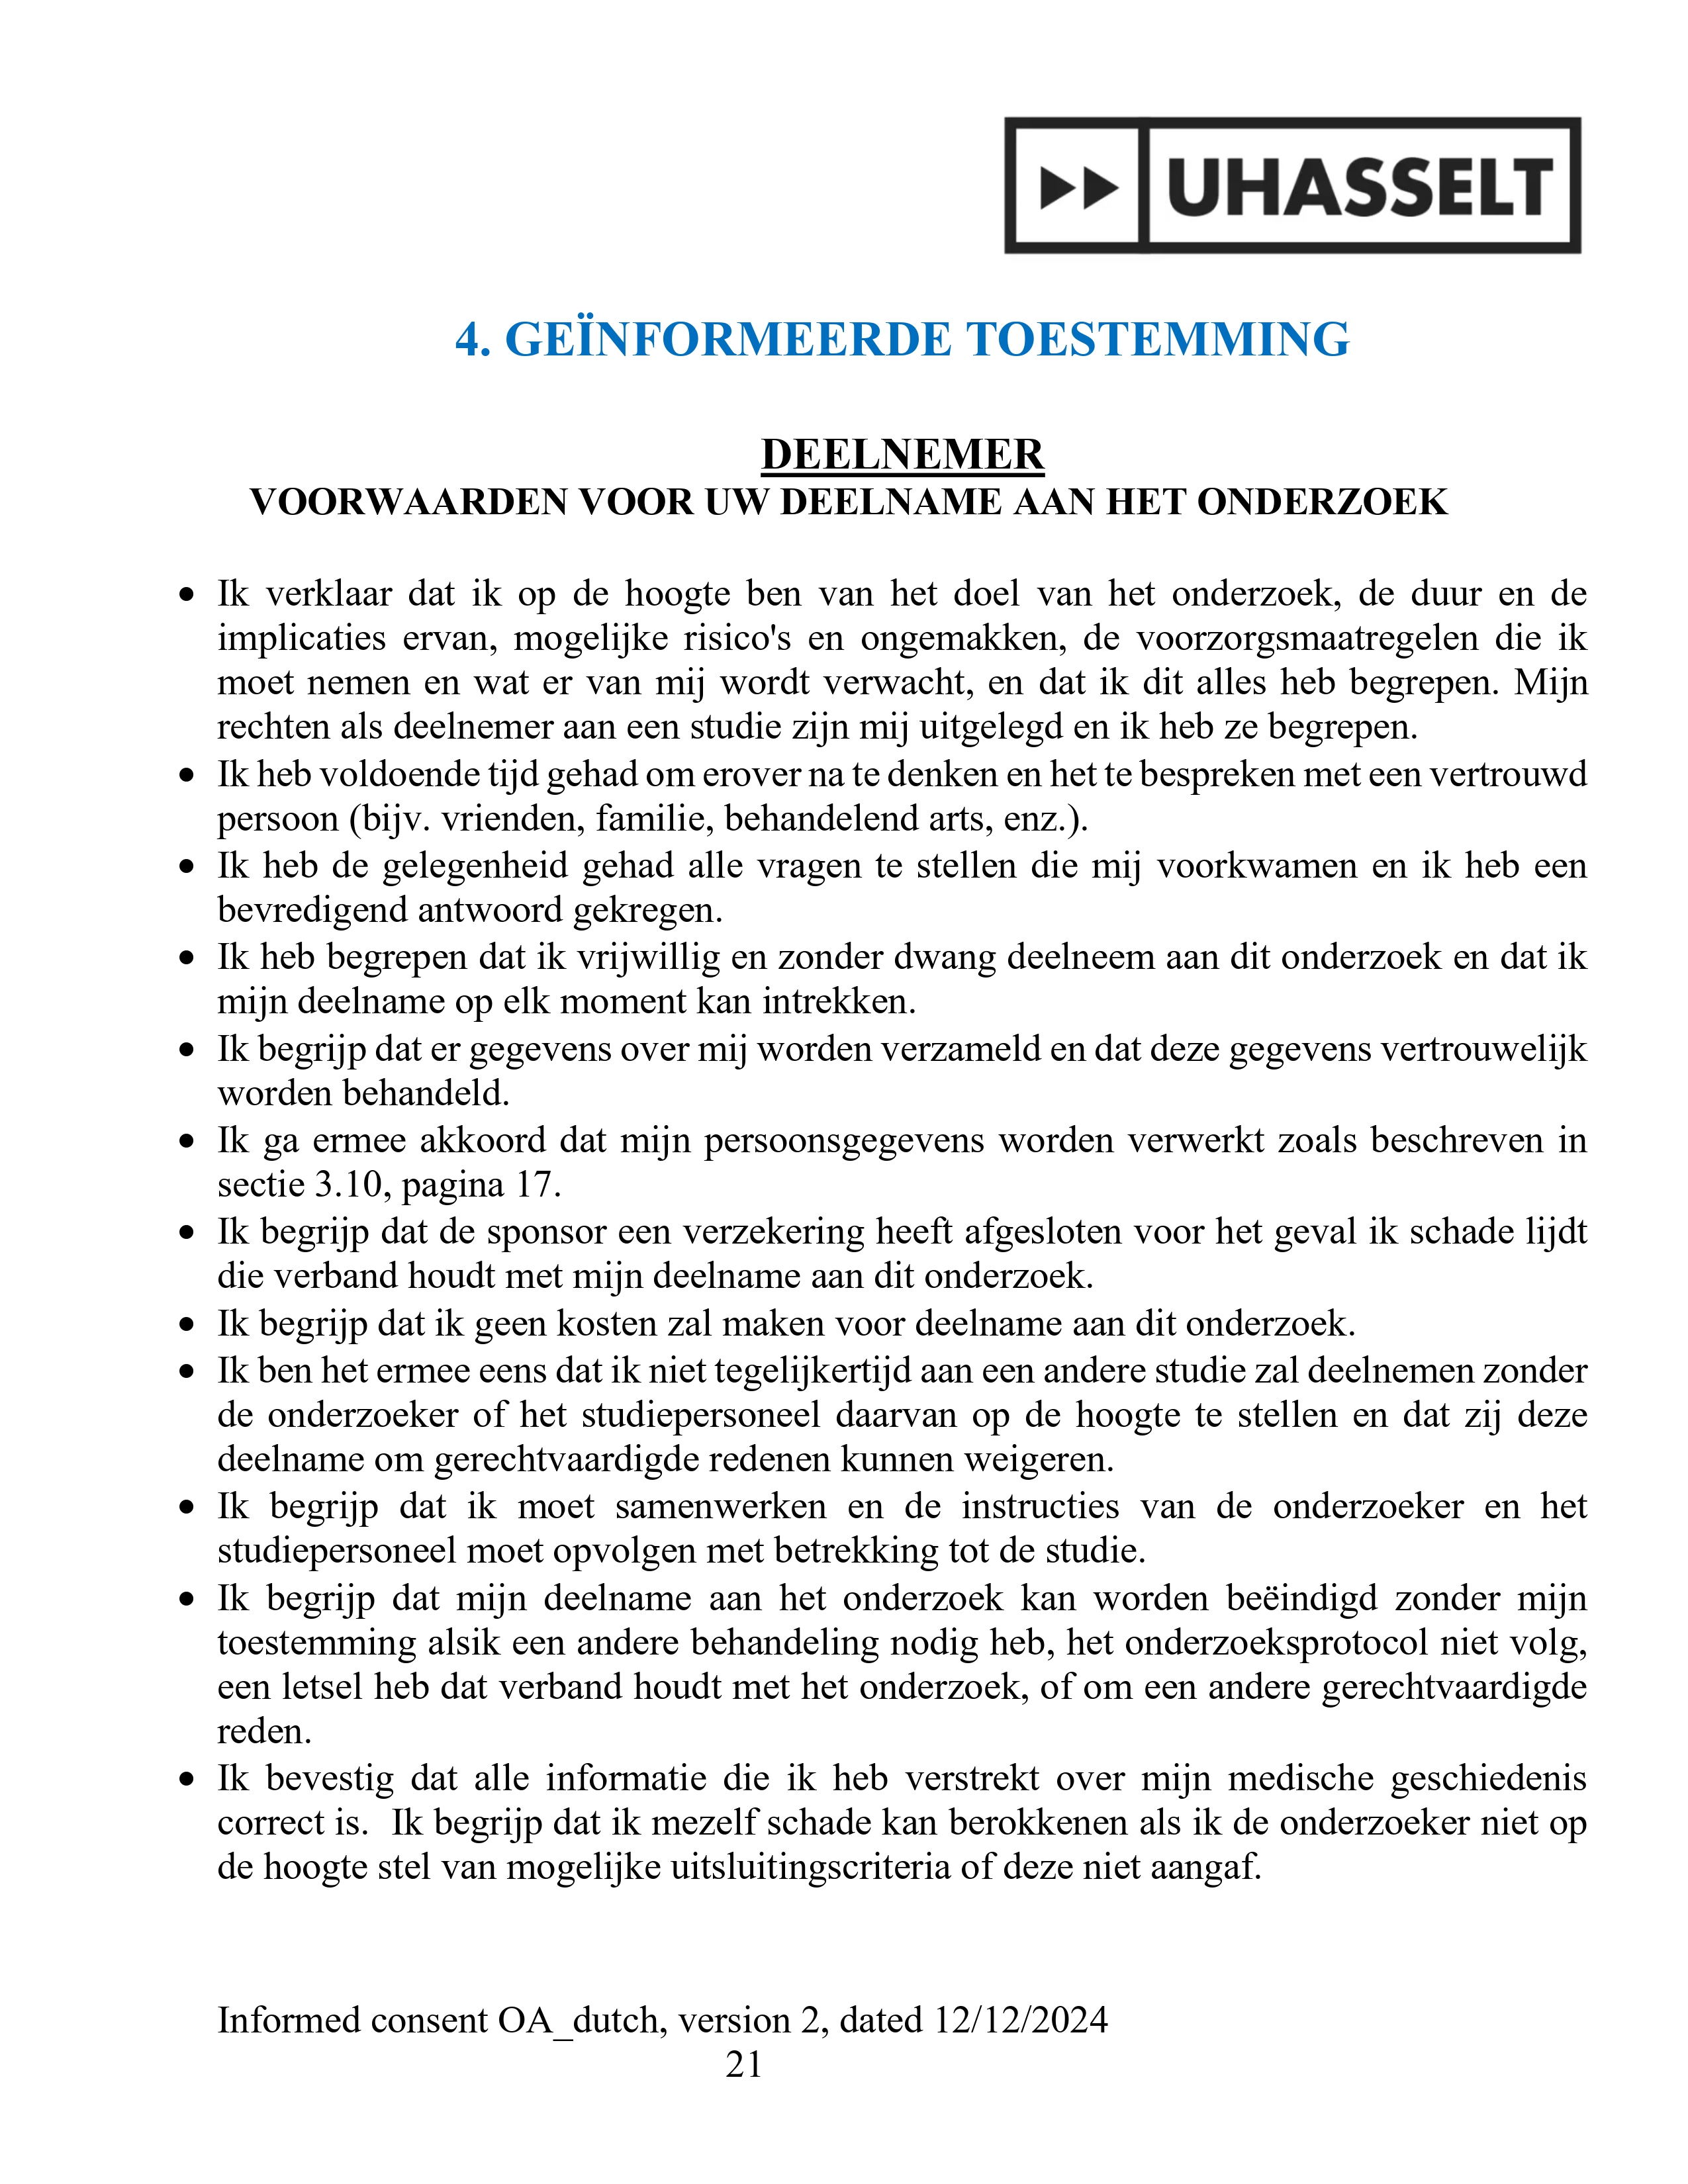 UHASSELT
4. GEÏNFORMEERDE TOESTEMMING
DEELNEMER
VOORWAARDEN VOOR UW DEELNAME AAN HET ONDERZOEK
• Ik verklaar dat ik op de hoogte ben van het doel van het onderzoek, de duur en de
implicaties ervan, mogelijke risico's en ongemakken, de voorzorgsmaatregelen die ik
moet nemen en wat er van mij wordt verwacht, en dat ik dit alles heb begrepen. Mijn
rechten als deelnemer aan een studie zijn mij uitgelegd en ik heb ze begrepen.
• Ik heb voldoende tijd gehad om erover na te denken en het te bespreken met een vertrouwd
persoon (bijv. vrienden, familie, behandelend arts, enz.).
• Ik heb de gelegenheid gehad alle vragen te stellen die mij voorkwamen en ik heb een
bevredigend antwoord gekregen.
• Ik heb begrepen dat ik vrijwillig en zonder dwang deelneem aan dit onderzoek en dat ik
mijn deelname op elk moment kan intrekken.
• Ik begrijp dat er gegevens over mij worden verzameld en dat deze gegevens vertrouwelijk
worden behandeld.
• Ik ga ermee akkoord dat mijn persoonsgegevens worden verwerkt zoals beschreven in
sectie 3.10, pagina 17.
• Ik begrijp dat de sponsor een verzekering heeft afgesloten voor het geval ik schade lijdt
die verband houdt met mijn deelname aan dit onderzoek.
• Ik begrijp dat ik geen kosten zal maken voor deelname aan dit onderzoek.
• Ik ben het ermee eens dat ik niet tegelijkertijd aan een andere studie zal deelnemen zonder
de onderzoeker of het studiepersoneel daarvan op de hoogte te stellen en dat zij deze
deelname om gerechtvaardigde redenen kunnen weigeren.
• Ik begrijp dat ik moet samenwerken en de instructies van de onderzoeker en het
studiepersoneel moet opvolgen met betrekking tot de studie.
• Ik begrijp dat mijn deelname aan het onderzoek kan worden beëindigd zonder mijn
toestemming alsik een andere behandeling nodig heb, het onderzoeksprotocol niet volg,
een letsel heb dat verband houdt met het onderzoek, of om een andere gerechtvaardigde
reden.
• Ik bevestig dat alle informatie die ik heb verstrekt over mijn medische geschiedenis
correct is.  Ik begrijp dat ik mezelf schade kan berokkenen als ik de onderzoeker niet op
de hoogte stel van mogelijke uitsluitingscriteria of deze niet aangaf.
Informed consent OA_dutch, version 2, dated 12/12/2024
21